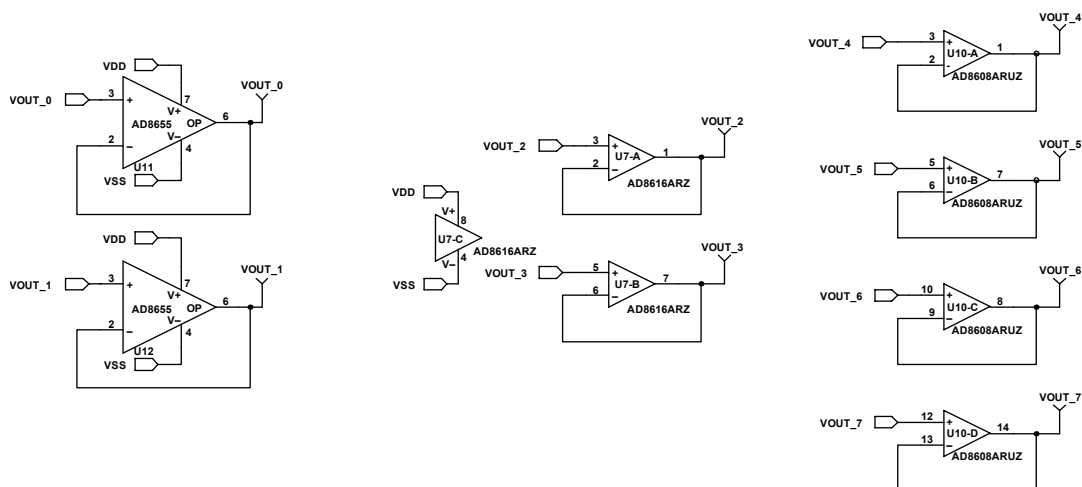 VDD
VOUT_0
VOUT_0
3
+
7
V+
AD8655
OP
6
2
−
V−
4
U11
VSS
VDD
VOUT_1
VOUT_1
3
+
7
V+
AD8655
OP
6
2
−
V−
4
U12
VSS
VDD
V+
8
U7-C
AD8616ARZ
V−
4
VSS
VOUT_2
VOUT_2
3
+
U7-A
1
2
−
AD8616ARZ
VOUT_3
VOUT_3
5
+
U7-B
7
6
−
AD8616ARZ
VOUT_4
VOUT_4
3
+
U10-A
1
2
-
AD8608ARUZ
VOUT_5
VOUT_5
5
+
U10-B
7
6
−
AD8608ARUZ
VOUT_6
VOUT_6
10
+
U10-C
8
9
−
AD8608ARUZ
VOUT_7
VOUT_7
12
+
U10-D
14
13
−
AD8608ARUZ